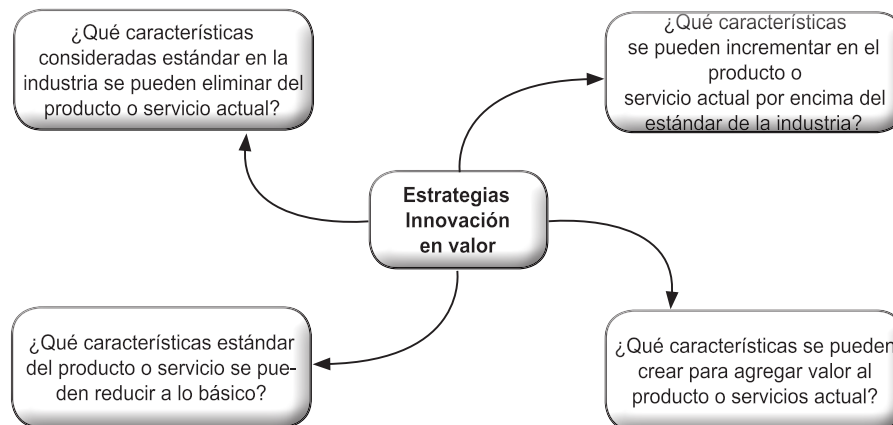 ¿Qué características
consideradas estándar en la
industria se pueden eliminar del
producto o servicio actual?
¿Qué características
se pueden incrementar en el
producto o
servicio actual por encima del
estándar de la industria?
Estrategias
Innovación
en valor
¿Qué características estándar
del producto o servicio se pue-
den reducir a lo básico?
¿Qué características se pueden
crear para agregar valor al
producto o servicios actual?